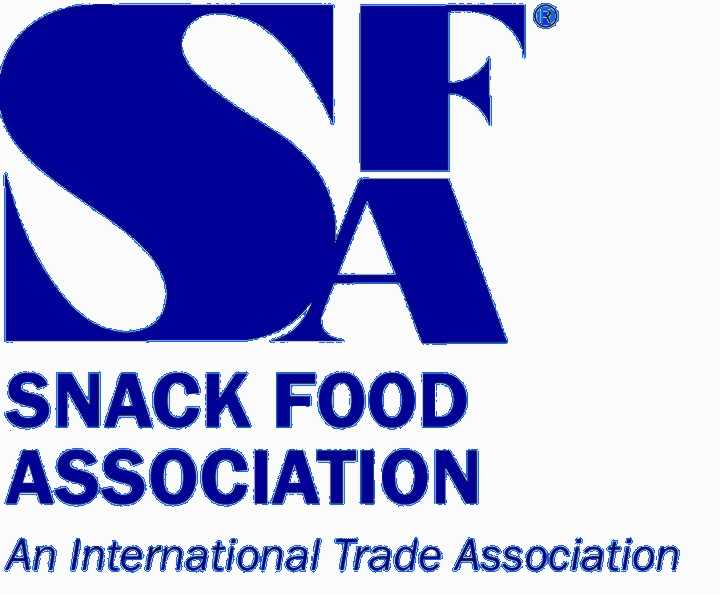 SFA®
SNACK FOOD
ASSOCIATION
An International Trade Association